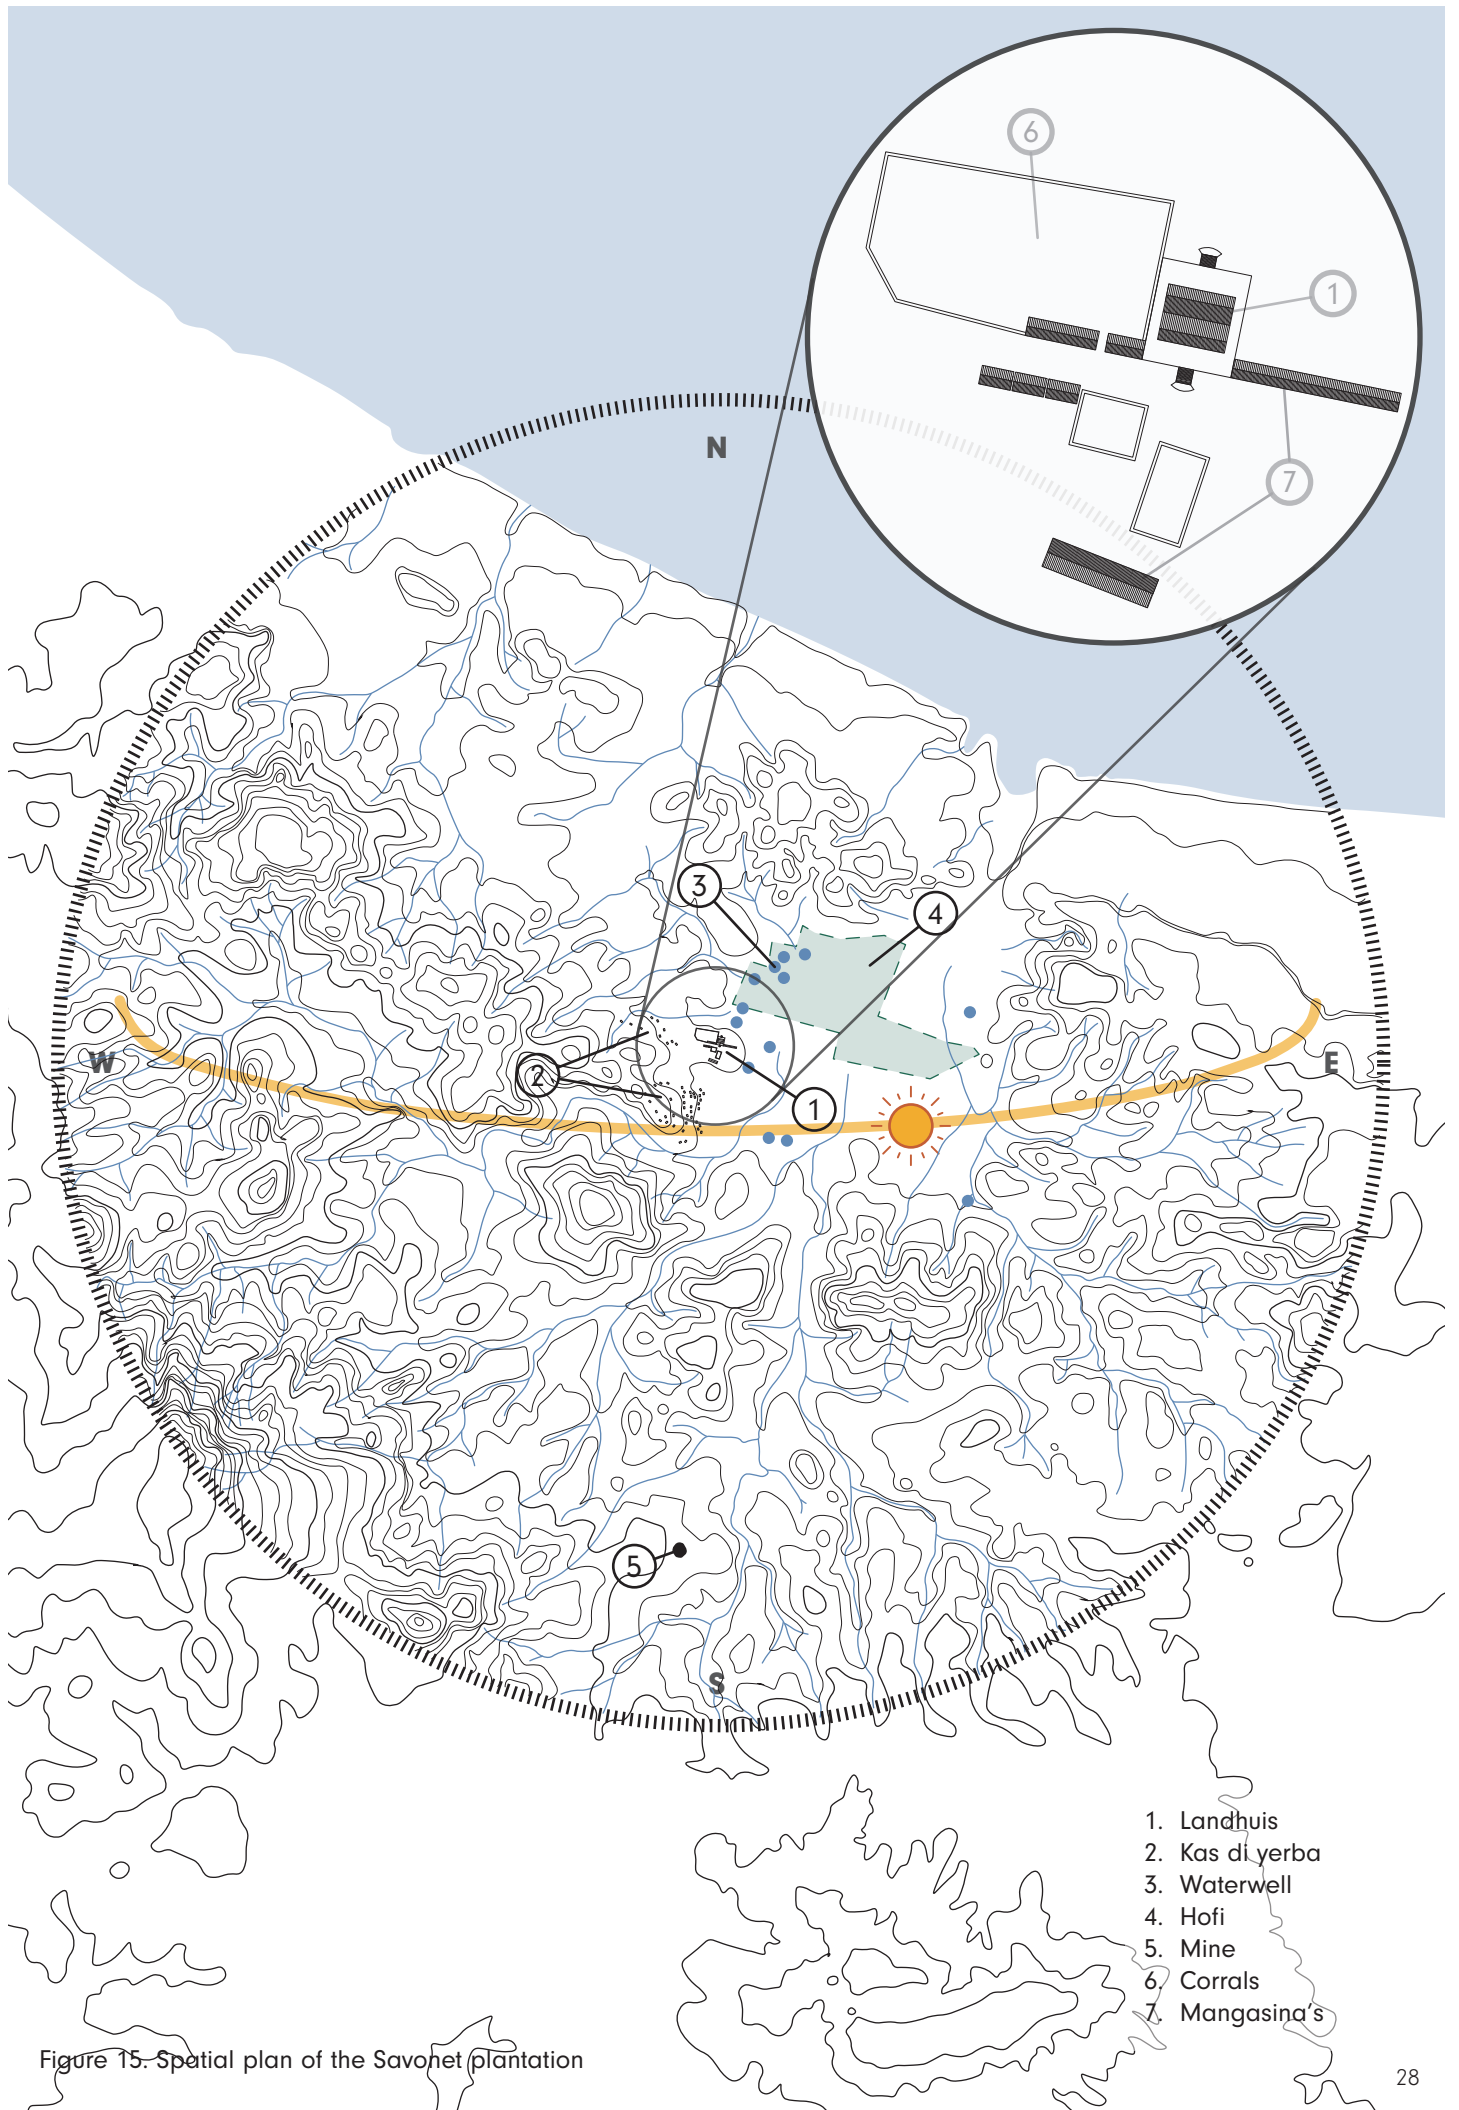 6
1
7
N
3
4
W
E
2
1
5
S
1. Landhuis
2. Kas di yerba
3. Waterwell
4. Hofi
5. Mine
6. Corrals
7. Mangasina's
Figure 15. Spatial plan of the Savonet plantation
28